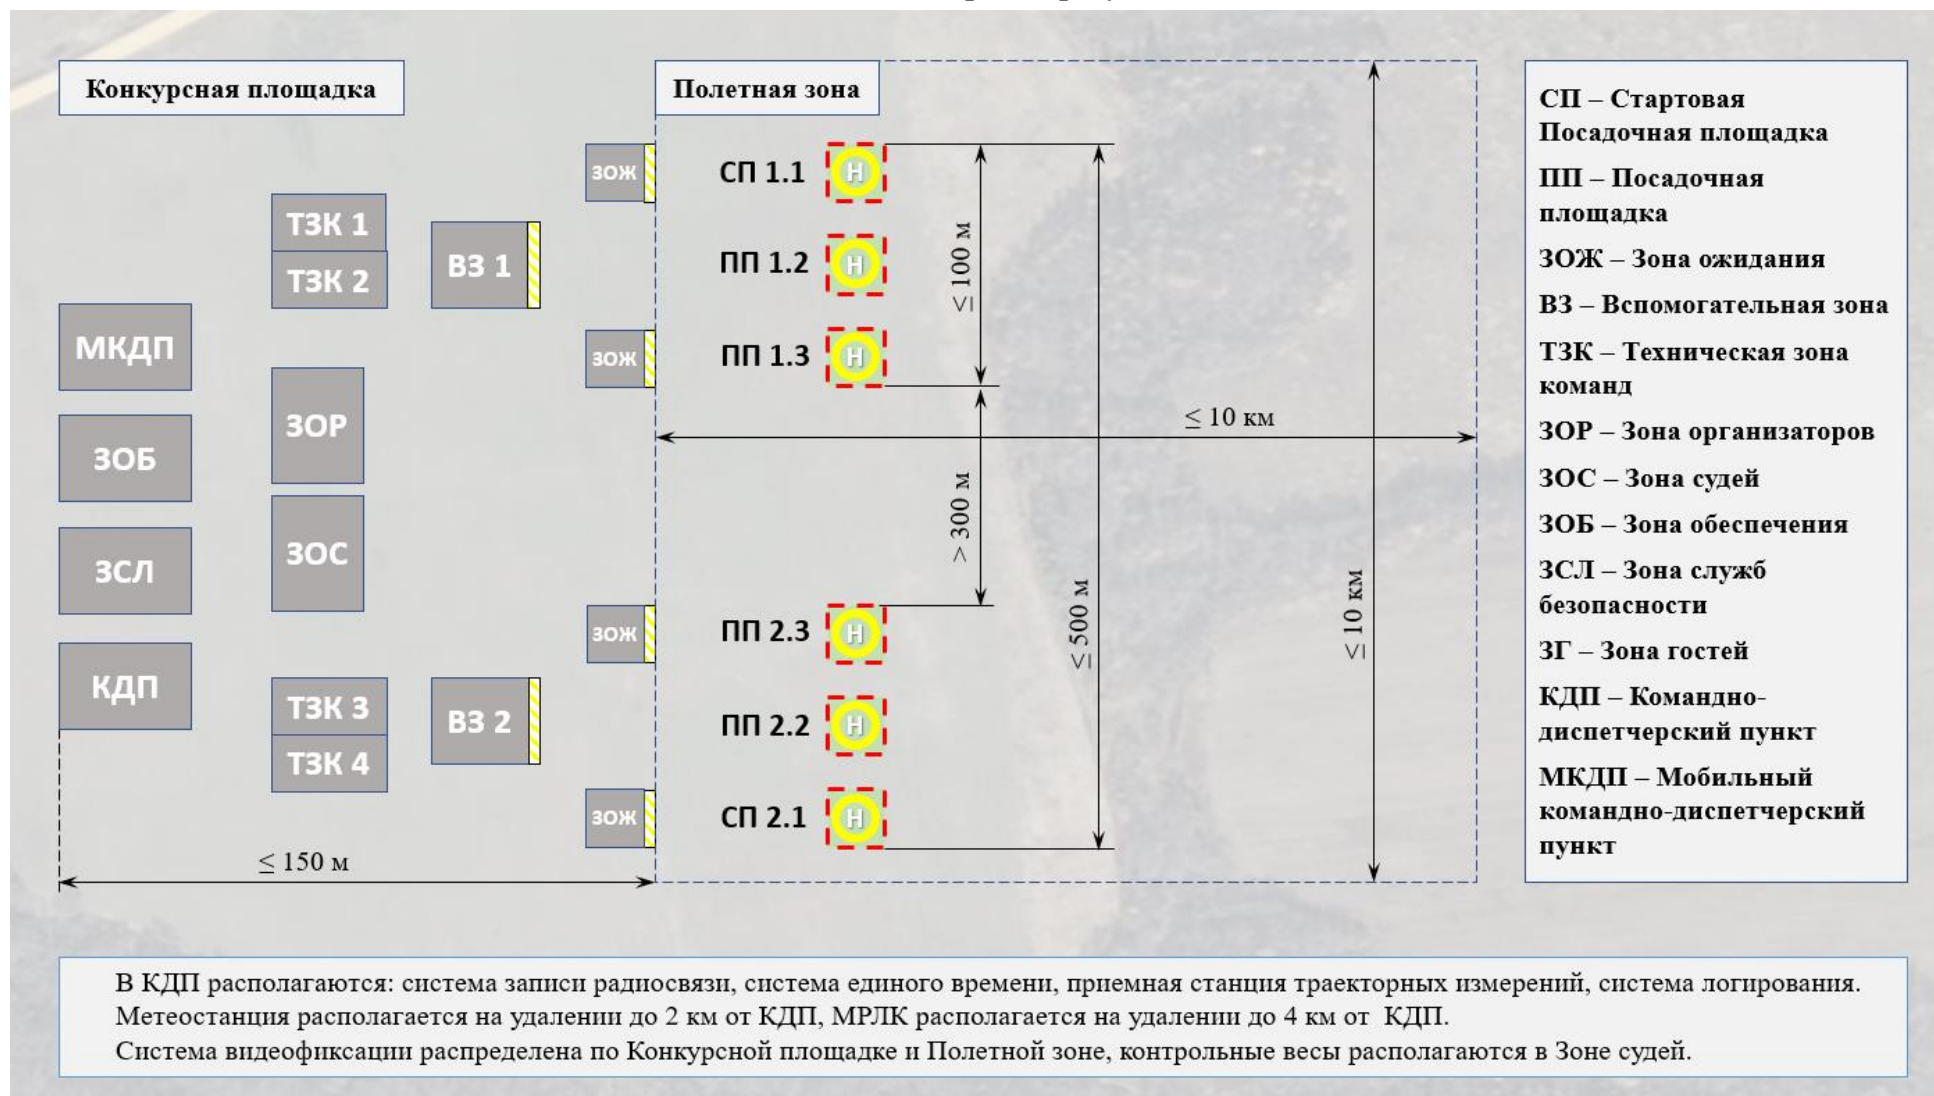 Конкурсная площадка
Полетная зона
ЗОЖ
СП 1.1
H
ТЗК 1
ТЗК 2
ВЗ 1
ПП 1.2
H
≤ 100 м
МКДП
ЗОЖ
ПП 1.3
H
ЗОР
≤ 10 км
ЗОБ
> 300 м
ЗОС
ЗСЛ
≤ 500 м
≤ 10 км
ЗОЖ
ПП 2.3
H
КДП
ТЗК 3
ТЗК 4
ВЗ 2
ПП 2.2
H
ЗОЖ
СП 2.1
H
≤ 150 м
СП – Стартовая
Посадочная площадка
ПП – Посадочная
площадка
ЗОЖ – Зона ожидания
ВЗ – Вспомогательная зона
ТЗК – Техническая зона
команд
ЗОР – Зона организаторов
ЗОС – Зона судей
ЗОБ – Зона обеспечения
ЗСЛ – Зона служб
безопасности
ЗГ – Зона гостей
КДП – Командно-
диспетчерский пункт
МКДП – Мобильный
командно-диспетчерский
пункт
В КДП располагаются: система записи радиосвязи, система единого времени, приемная станция траекторных измерений, система логирования.
Метеостанция располагается на удалении до 2 км от КДП, МРЛК располагается на удалении до 4 км от КДП.
Система видеофиксации распределена по Конкурсной площадке и Полетной зоне, контрольные весы располагаются в Зоне судей.